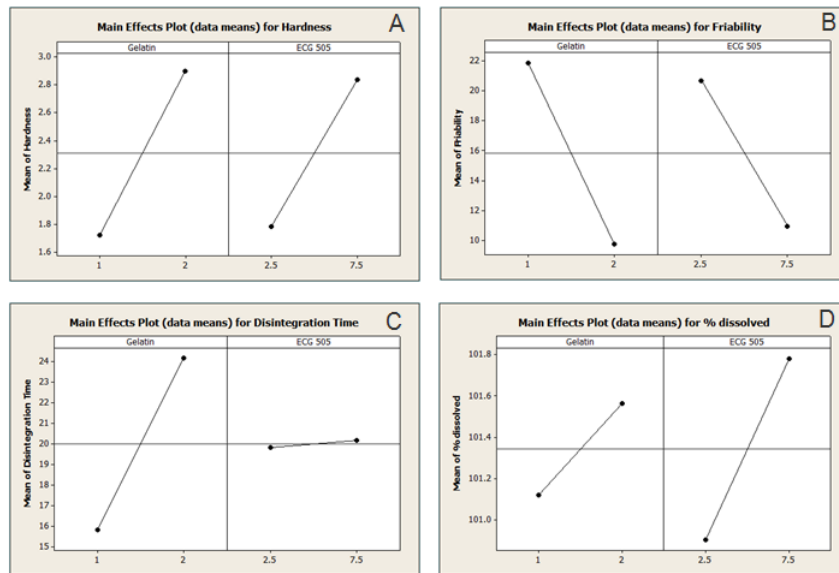 A
Main Effects Plot (data means) for Hardness
Gelatin ECG 505
Mean of Hardness
3.0
2.8
2.6
2.4
2.2
2.0
1.8
1.6
1 2 2.5 7.5
B
Main Effects Plot (data means) for Friability
Gelatin ECG 505
Mean of Friability
22
20
18
16
14
12
10
1 2 2.5 7.5
C
Main Effects Plot (data means) for Disintegration Time
Gelatin ECG 505
Mean of Disintegration Time
24
23
22
21
20
19
18
17
16
15
1 2 2.5 7.5
D
Main Effects Plot (data means) for % dissolved
Gelatin ECG 505
Mean of % dissolved
101.8
101.6
101.4
101.2
101.0
1 2 2.5 7.5